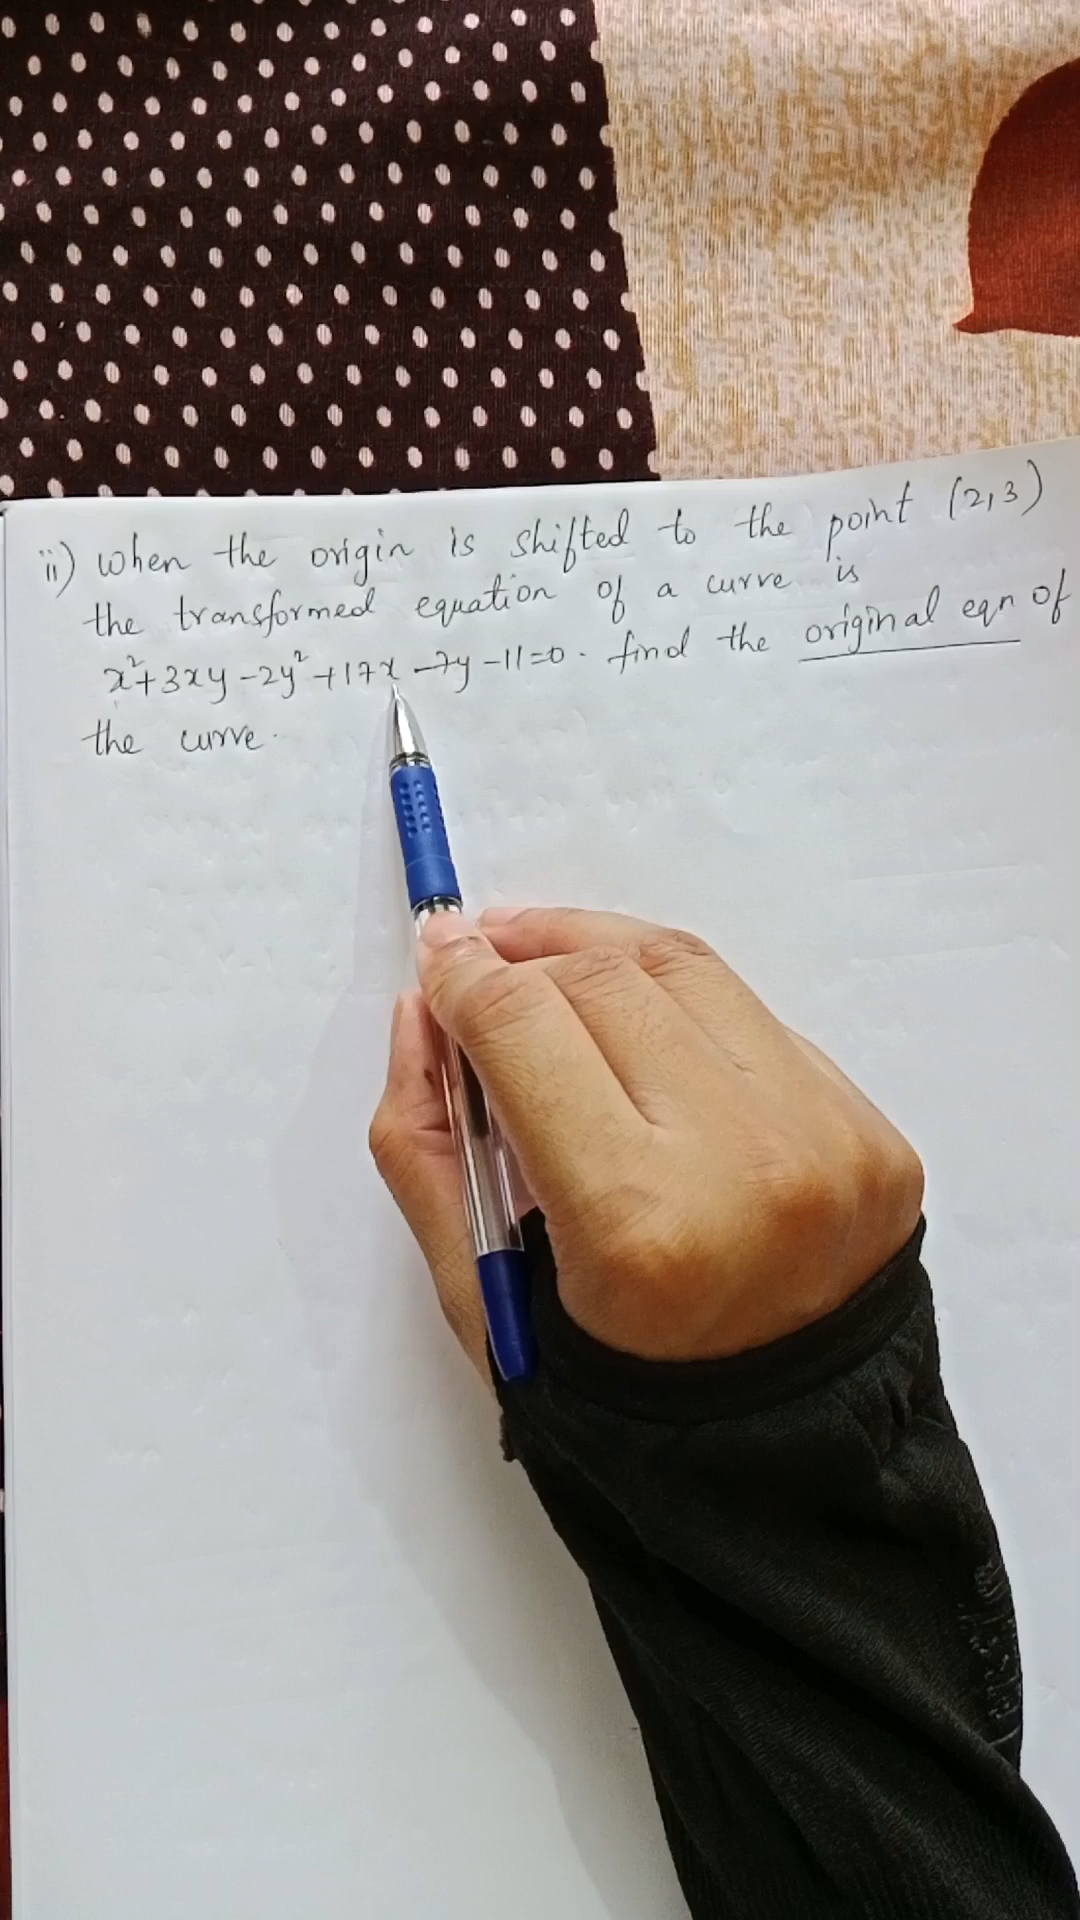 ii) When the origin is shifted to the point (2,3)
the transformed equation of a curve is
x²+3xy-2y²+17x-7y-11=0. find the original eqn of
the curve.